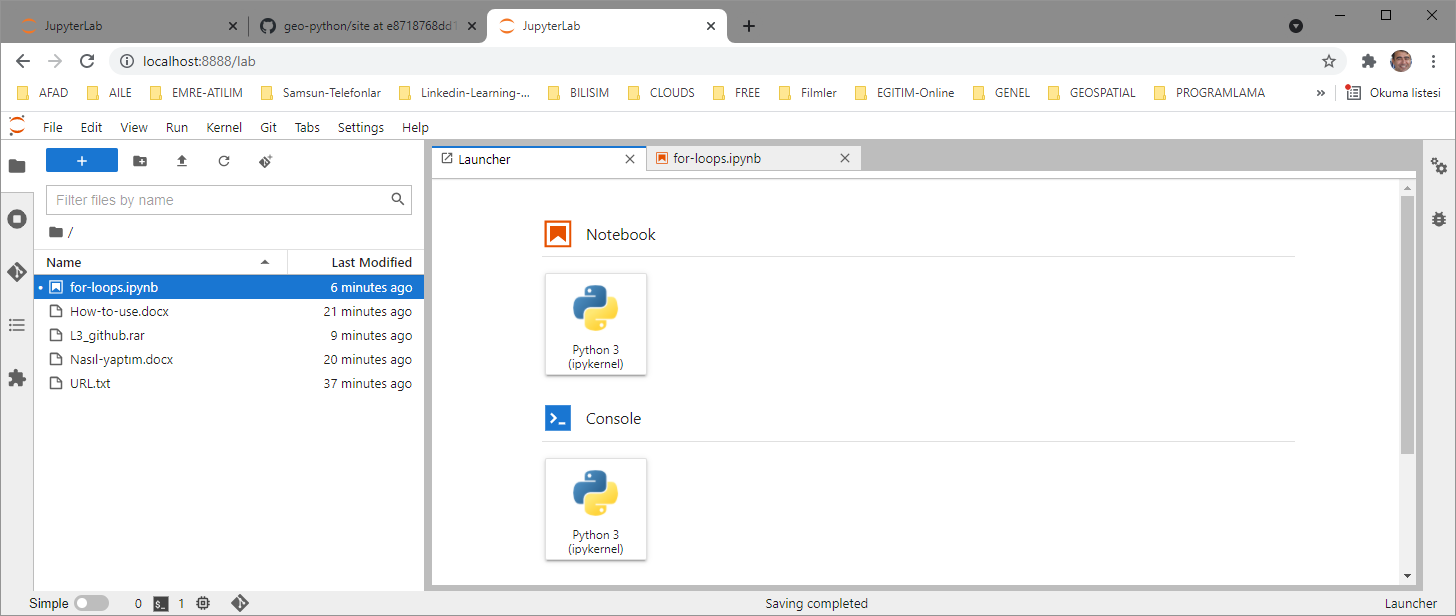 JupyterLab
geo-python/site at e8718768dd1
JupyterLab
localhost:8888/lab
AFAD AILE EMRE-ATILIM Samsun-Telefonlar Linkedin-Learning-... BILISIM CLOUDS FREE Filmler EGITIM-Online GENEL GEOSPATIAL PROGRAMLAMA » Okuma listesi
File Edit View Run Kernel Git Tabs Settings Help
+
Filter files by name
/
Name Last Modified
for-loops.ipynb 6 minutes ago
How-to-use.docx 21 minutes ago
L3_github.rar 9 minutes ago
Nasıl-yaptım.docx 20 minutes ago
URL.txt 37 minutes ago
Launcher
for-loops.ipynb
Notebook
Python 3
(ipykernel)
Console
Python 3
(ipykernel)
Simple 0 $_ 1 Saving completed Launcher